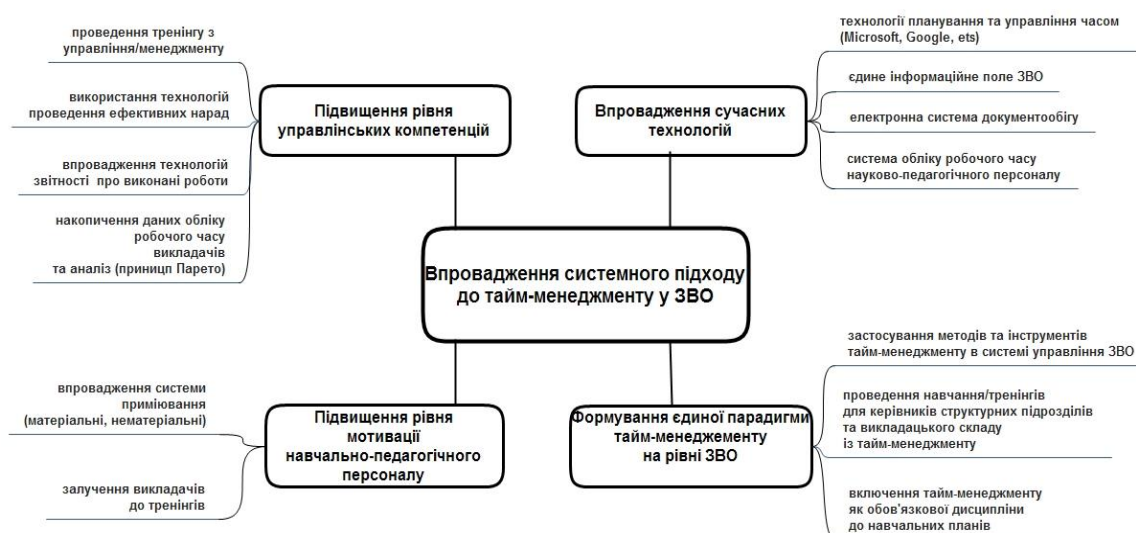 проведення тренінгу з
управління/менеджменту
використання технологій
проведення ефективних нарад
впровадження технологій
звітності про виконані роботи
накопичення даних обліку
робочого часу
викладачів
та аналіз (приницп Парето)
Підвищення рівня
управлінських компетенцій
Впровадження сучасних
технологій
технології планування та управління часом
(Microsoft, Google, ets)
єдине інформаційне поле ЗВО
електронна система документообігу
система обліку робочого часу
науково-педагогічного персоналу
Впровадження системного підходу
до тайм-менеджменту у ЗВО
впровадження системи
приміювання
(матеріальні, нематеріальні)
залучення викладачів
до тренінгів
Підвищення рівня
мотивації
навчально-педагогічного
персоналу
Формування єдиної парадигми
тайм-менеджементу
на рівні ЗВО
застосування методів та інструментів
тайм-менеджменту в системі управління ЗВО
проведення навчання/тренінгів
для керівників структурних підрозділів
та викладацького складу
із тайм-менеджменту
включення тайм-менеджменту
як обов'язкової дисципліни
до навчальних планів